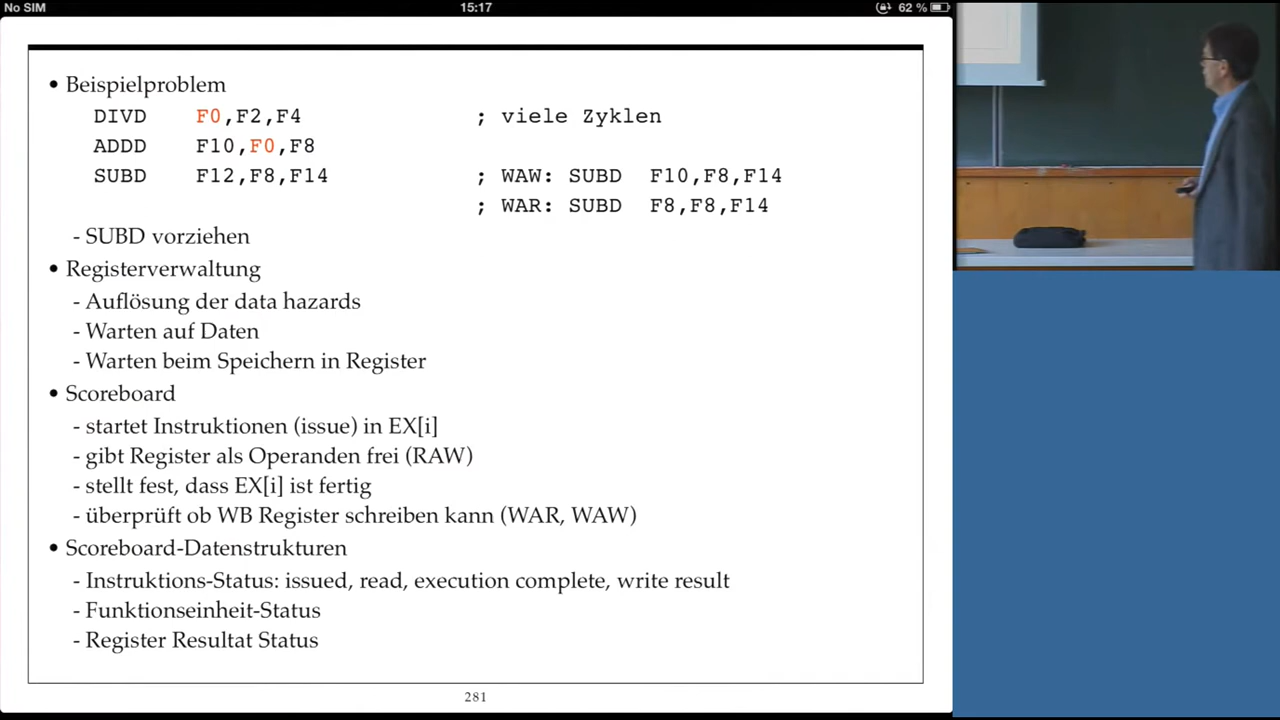 No SIM 15:17 62 %
• Beispielproblem
DIVD F0,F2,F4 ; viele Zyklen
ADDD F10,F0,F8
SUBD F12,F8,F14 ; WAW: SUBD F10,F8,F14
; WAR: SUBD F8,F8,F14
- SUBD vorziehen
• Registerverwaltung
- Auflösung der data hazards
- Warten auf Daten
- Warten beim Speichern in Register
• Scoreboard
- startet Instruktionen (issue) in EX[i]
- gibt Register als Operanden frei (RAW)
- stellt fest, dass EX[i] ist fertig
- überprüft ob WB Register schreiben kann (WAR, WAW)
• Scoreboard-Datenstrukturen
- Instruktions-Status: issued, read, execution complete, write result
- Funktionseinheit-Status
- Register Resultat Status
281